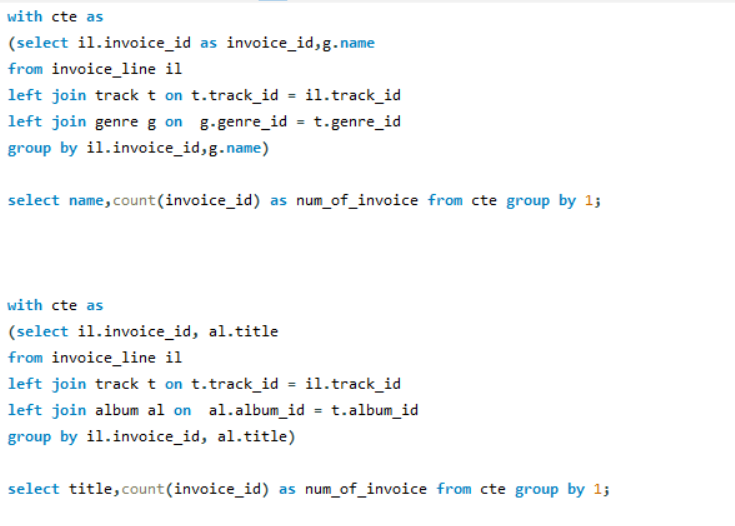 with cte as
(select il.invoice_id as invoice_id,g.name
from invoice_line il
left join track t on t.track_id = il.track_id
left join genre g on  g.genre_id = t.genre_id
group by il.invoice_id,g.name)
select name,count(invoice_id) as num_of_invoice from cte group by 1;
with cte as
(select il.invoice_id, al.title
from invoice_line il
left join track t on t.track_id = il.track_id
left join album al on  al.album_id = t.album_id
group by il.invoice_id, al.title)
select title,count(invoice_id) as num_of_invoice from cte group by 1;